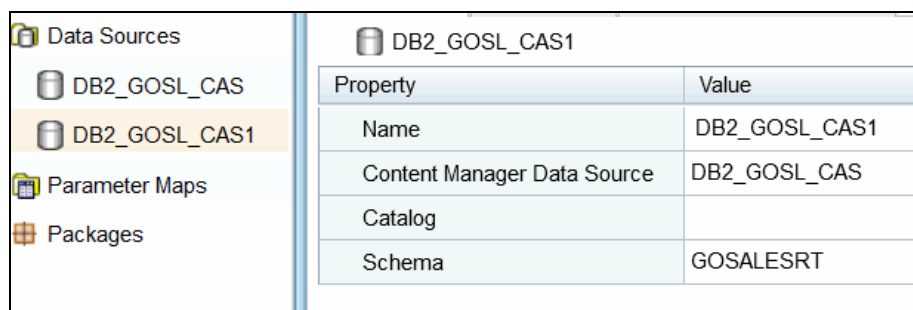 Data Sources
DB2_GOSL_CAS
DB2_GOSL_CAS1
Parameter Maps
Packages
DB2_GOSL_CAS1
Property Value
Name DB2_GOSL_CAS1
Content Manager Data Source DB2_GOSL_CAS
Catalog
Schema GOSALESRT